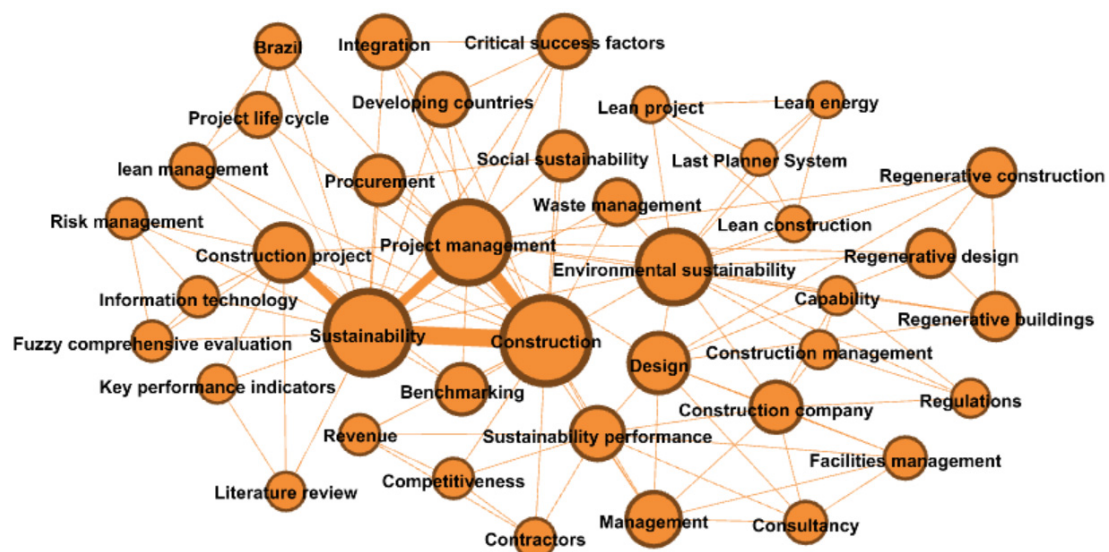 Brazil
Integration
Critical success factors
Developing countries
Lean project
Lean energy
Project life cycle
Social sustainability
Last Planner System
lean management
Procurement
Regenerative construction
Waste management
Risk management
Lean construction
Construction project
Project management
Regenerative design
Environmental sustainability
Information technology
Capability
Regenerative buildings
Sustainability
Construction
Fuzzy comprehensive evaluation
Construction management
Design
Key performance indicators
Benchmarking
Construction company
Regulations
Revenue
Sustainability performance
Facilities management
Competitiveness
Literature review
Management
Consultancy
Contractors